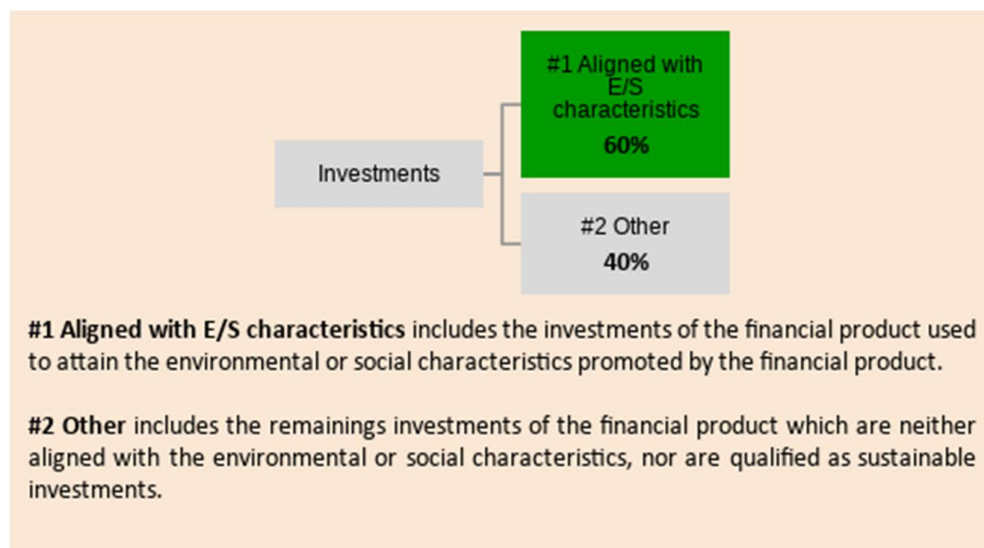 #1 Aligned with
E/S
characteristics
60%
Investments
#2 Other
40%
#1 Aligned with E/S characteristics includes the investments of the financial product used
to attain the environmental or social characteristics promoted by the financial product.
#2 Other includes the remainings investments of the financial product which are neither
aligned with the environmental or social characteristics, nor are qualified as sustainable
investments.